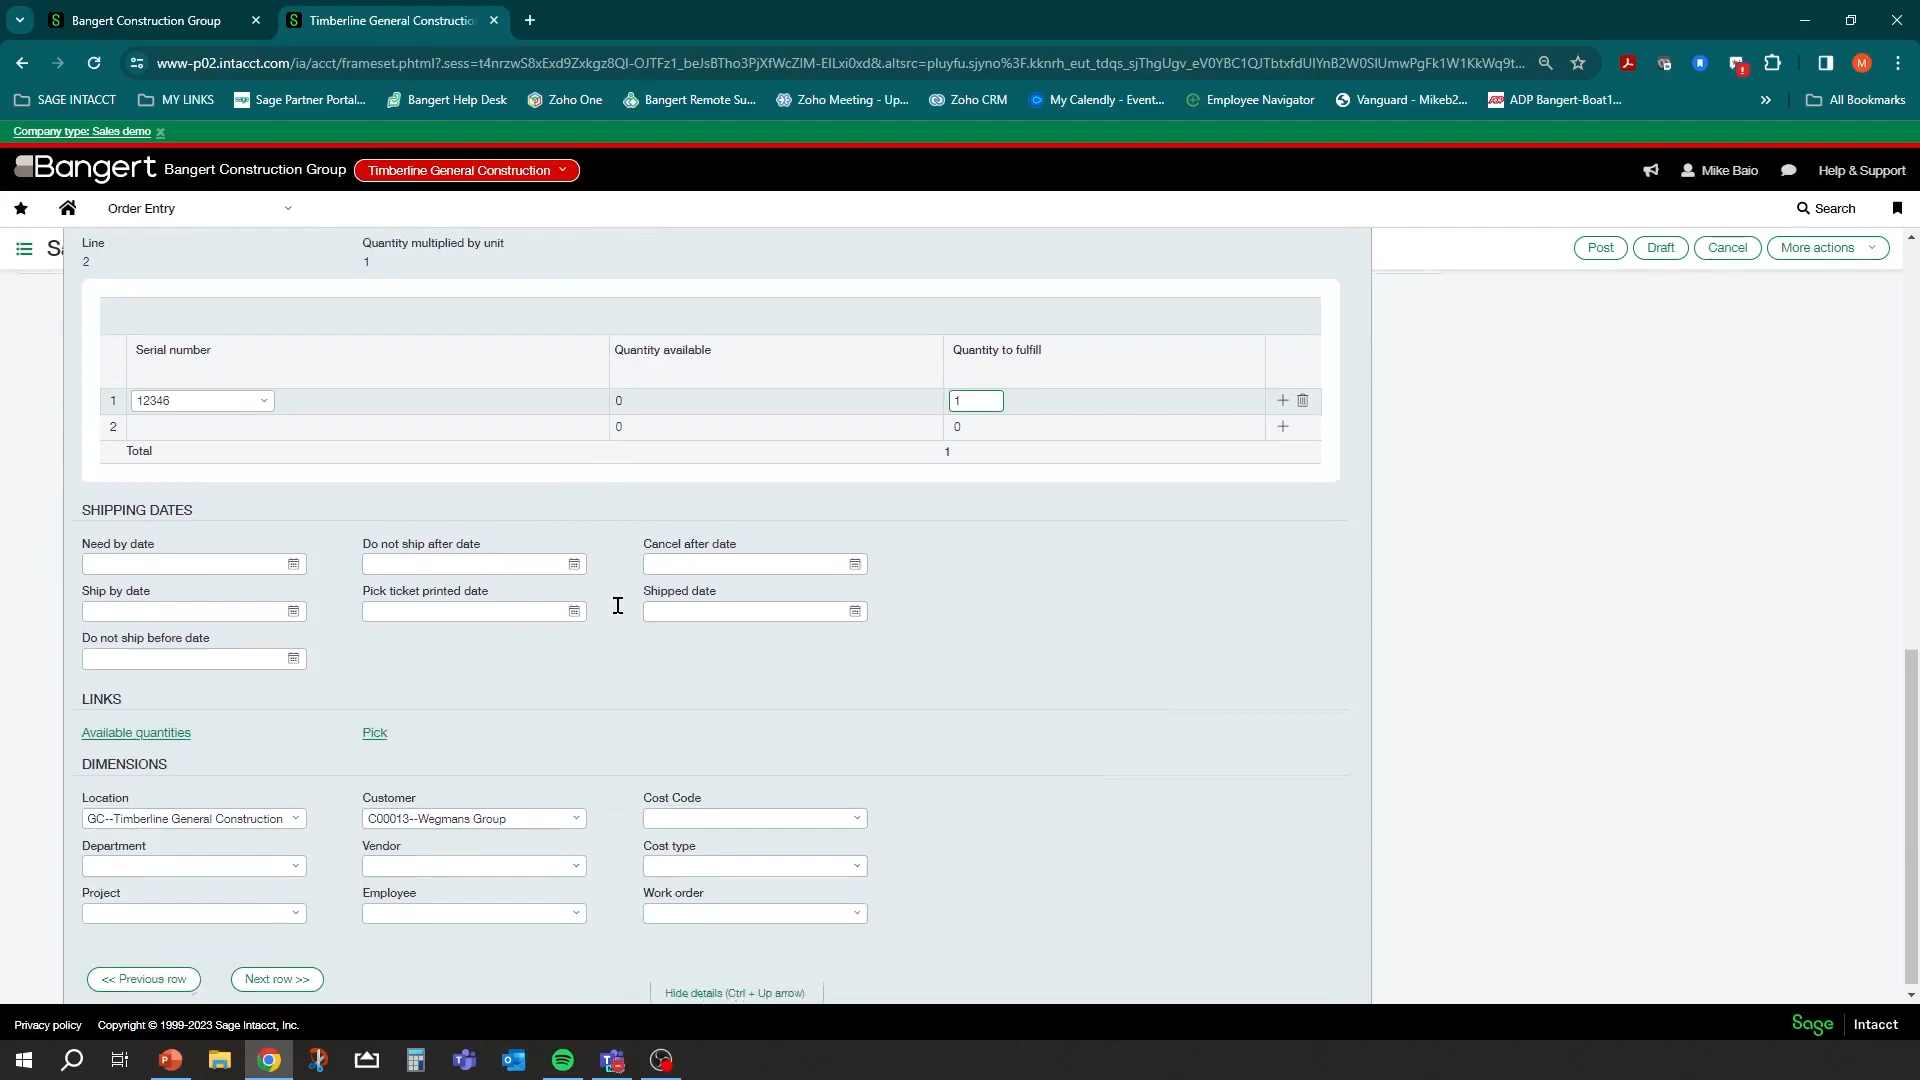 Bangert Construction Group
Timberline General Constructio
www-p02.intacct.com/ia/acct/frameset.phtml?.sess=
SAGE INTACCT
MY LINKS
Sage Partner Portal...
Bangert Help Desk
Zoho One
Bangert Remote Su...
Zoho Meeting - Up...
Zoho CRM
My Calendly - Event...
Employee Navigator
Vanguard - Mikeb2...
ADP Bangert-Boat1...
»
All Bookmarks
Company type: Sales demo
Bangert Bangert Construction Group Timberline General Construction
Mike Baio
Help & Support
Order Entry
Search
Sa
Post
Draft
Cancel
More actions
Line
Quantity multiplied by unit
2
1
Serial number
Quantity available
Quantity to fulfill
1 12346 0 1
2 0 0
Total 1
SHIPPING DATES
Need by date
Do not ship after date
Cancel after date
Ship by date
Pick ticket printed date
Shipped date
Do not ship before date
LINKS
Available quantities
Pick
DIMENSIONS
Location
Customer
Cost Code
GC--Timberline General Construction
C00013--Wegmans Group
Department
Vendor
Cost type
Project
Employee
Work order
<< Previous row
Next row >>
Hide details (Ctrl + Up arrow)
Privacy policy
Copyright © 1999-2023 Sage Intacct, Inc.
Sage Intacct